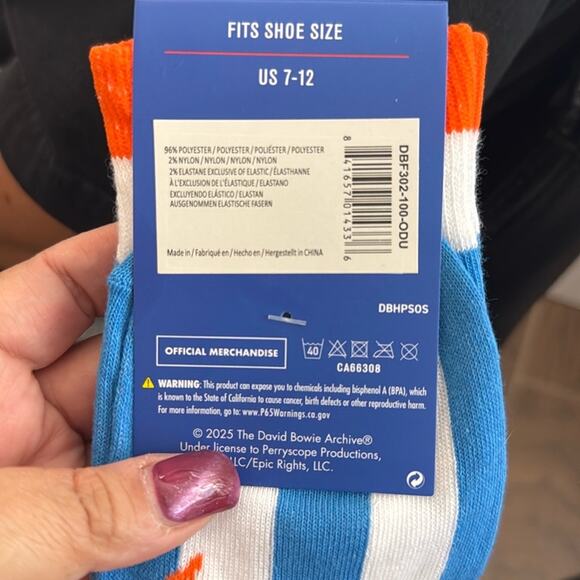 FITS SHOE SIZE
US 7-12
96% POLYESTER / POLYESTER / POLIÉSTER / POLYESTER
2% NYLON / NYLON / NYLON / NYLON
2% ELASTANE EXCLUSIVE OF ELASTIC / ÉLASTHANNE
À L'EXCLUSION DE L'ÉLASTIQUE / ELASTANO
EXCLUYENDO ELÁSTICO / ELASTAN
AUSGENOMMEN ELASTISCHE FASERN
Made in / Fabriqué en / Hecho en / Hergestellt in CHINA
8 41657 01433 6
DBF302-100-ODU
DBHPSOS
OFFICIAL MERCHANDISE
40
CA66308
WARNING: This product can expose you to chemicals including bisphenol A (BPA), which
is known to the State of California to cause cancer, birth defects or other reproductive harm.
For more information, go to: www.P65Warnings.ca.gov
© 2025 The David Bowie Archive®
Under license to Perryscope Productions,
LLC/Epic Rights, LLC.